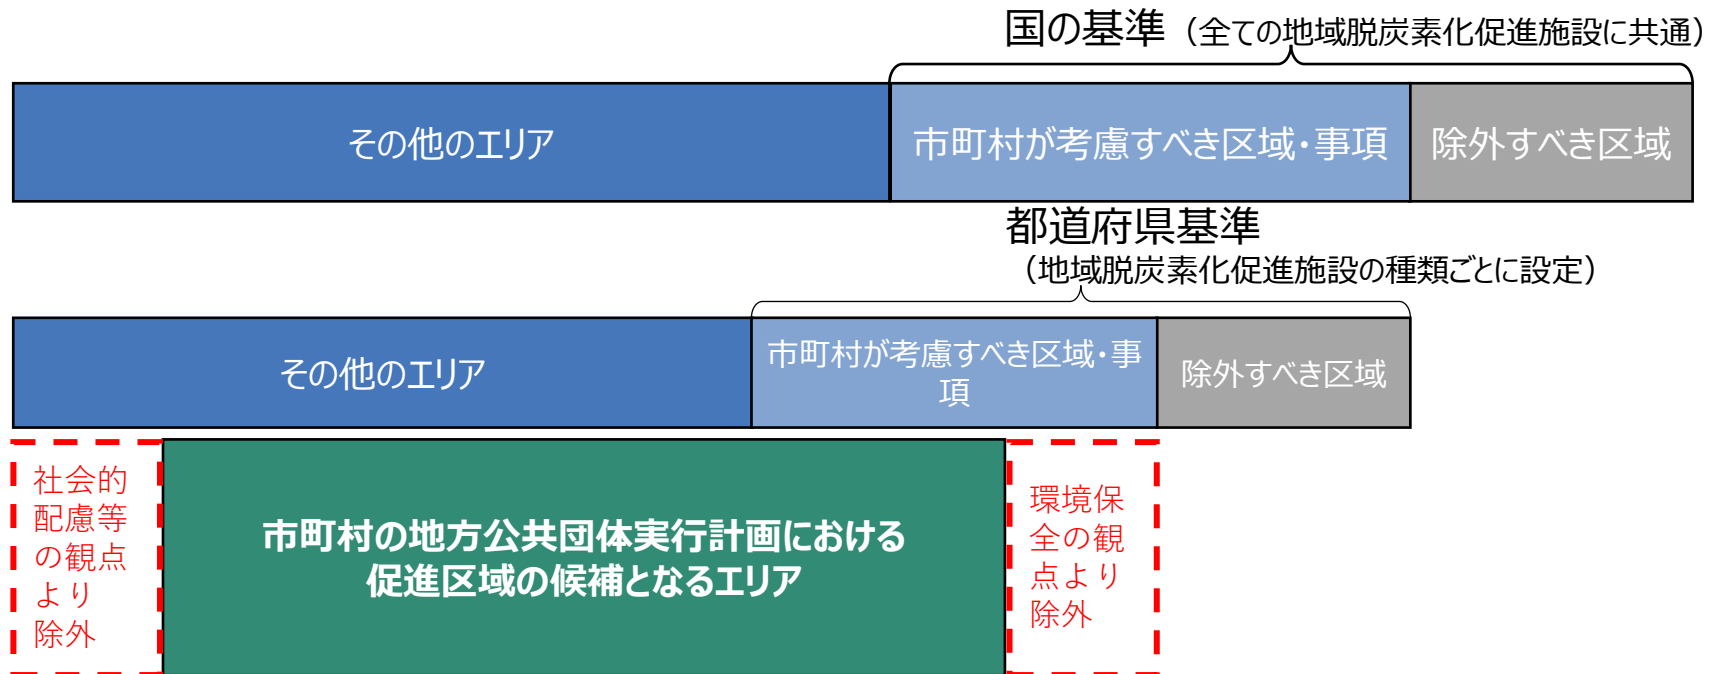 国の基準（全ての地域脱炭素化促進施設に共通）
その他のエリア
市町村が考慮すべき区域・事項
除外すべき区域
都道府県基準
（地域脱炭素化促進施設の種類ごとに設定）
その他のエリア
市町村が考慮すべき区域・事
項
除外すべき区域
社会的
配慮等
の観点
より
除外
市町村の地方公共団体実行計画における
促進区域の候補となるエリア
環境保
全の観
点より
除外